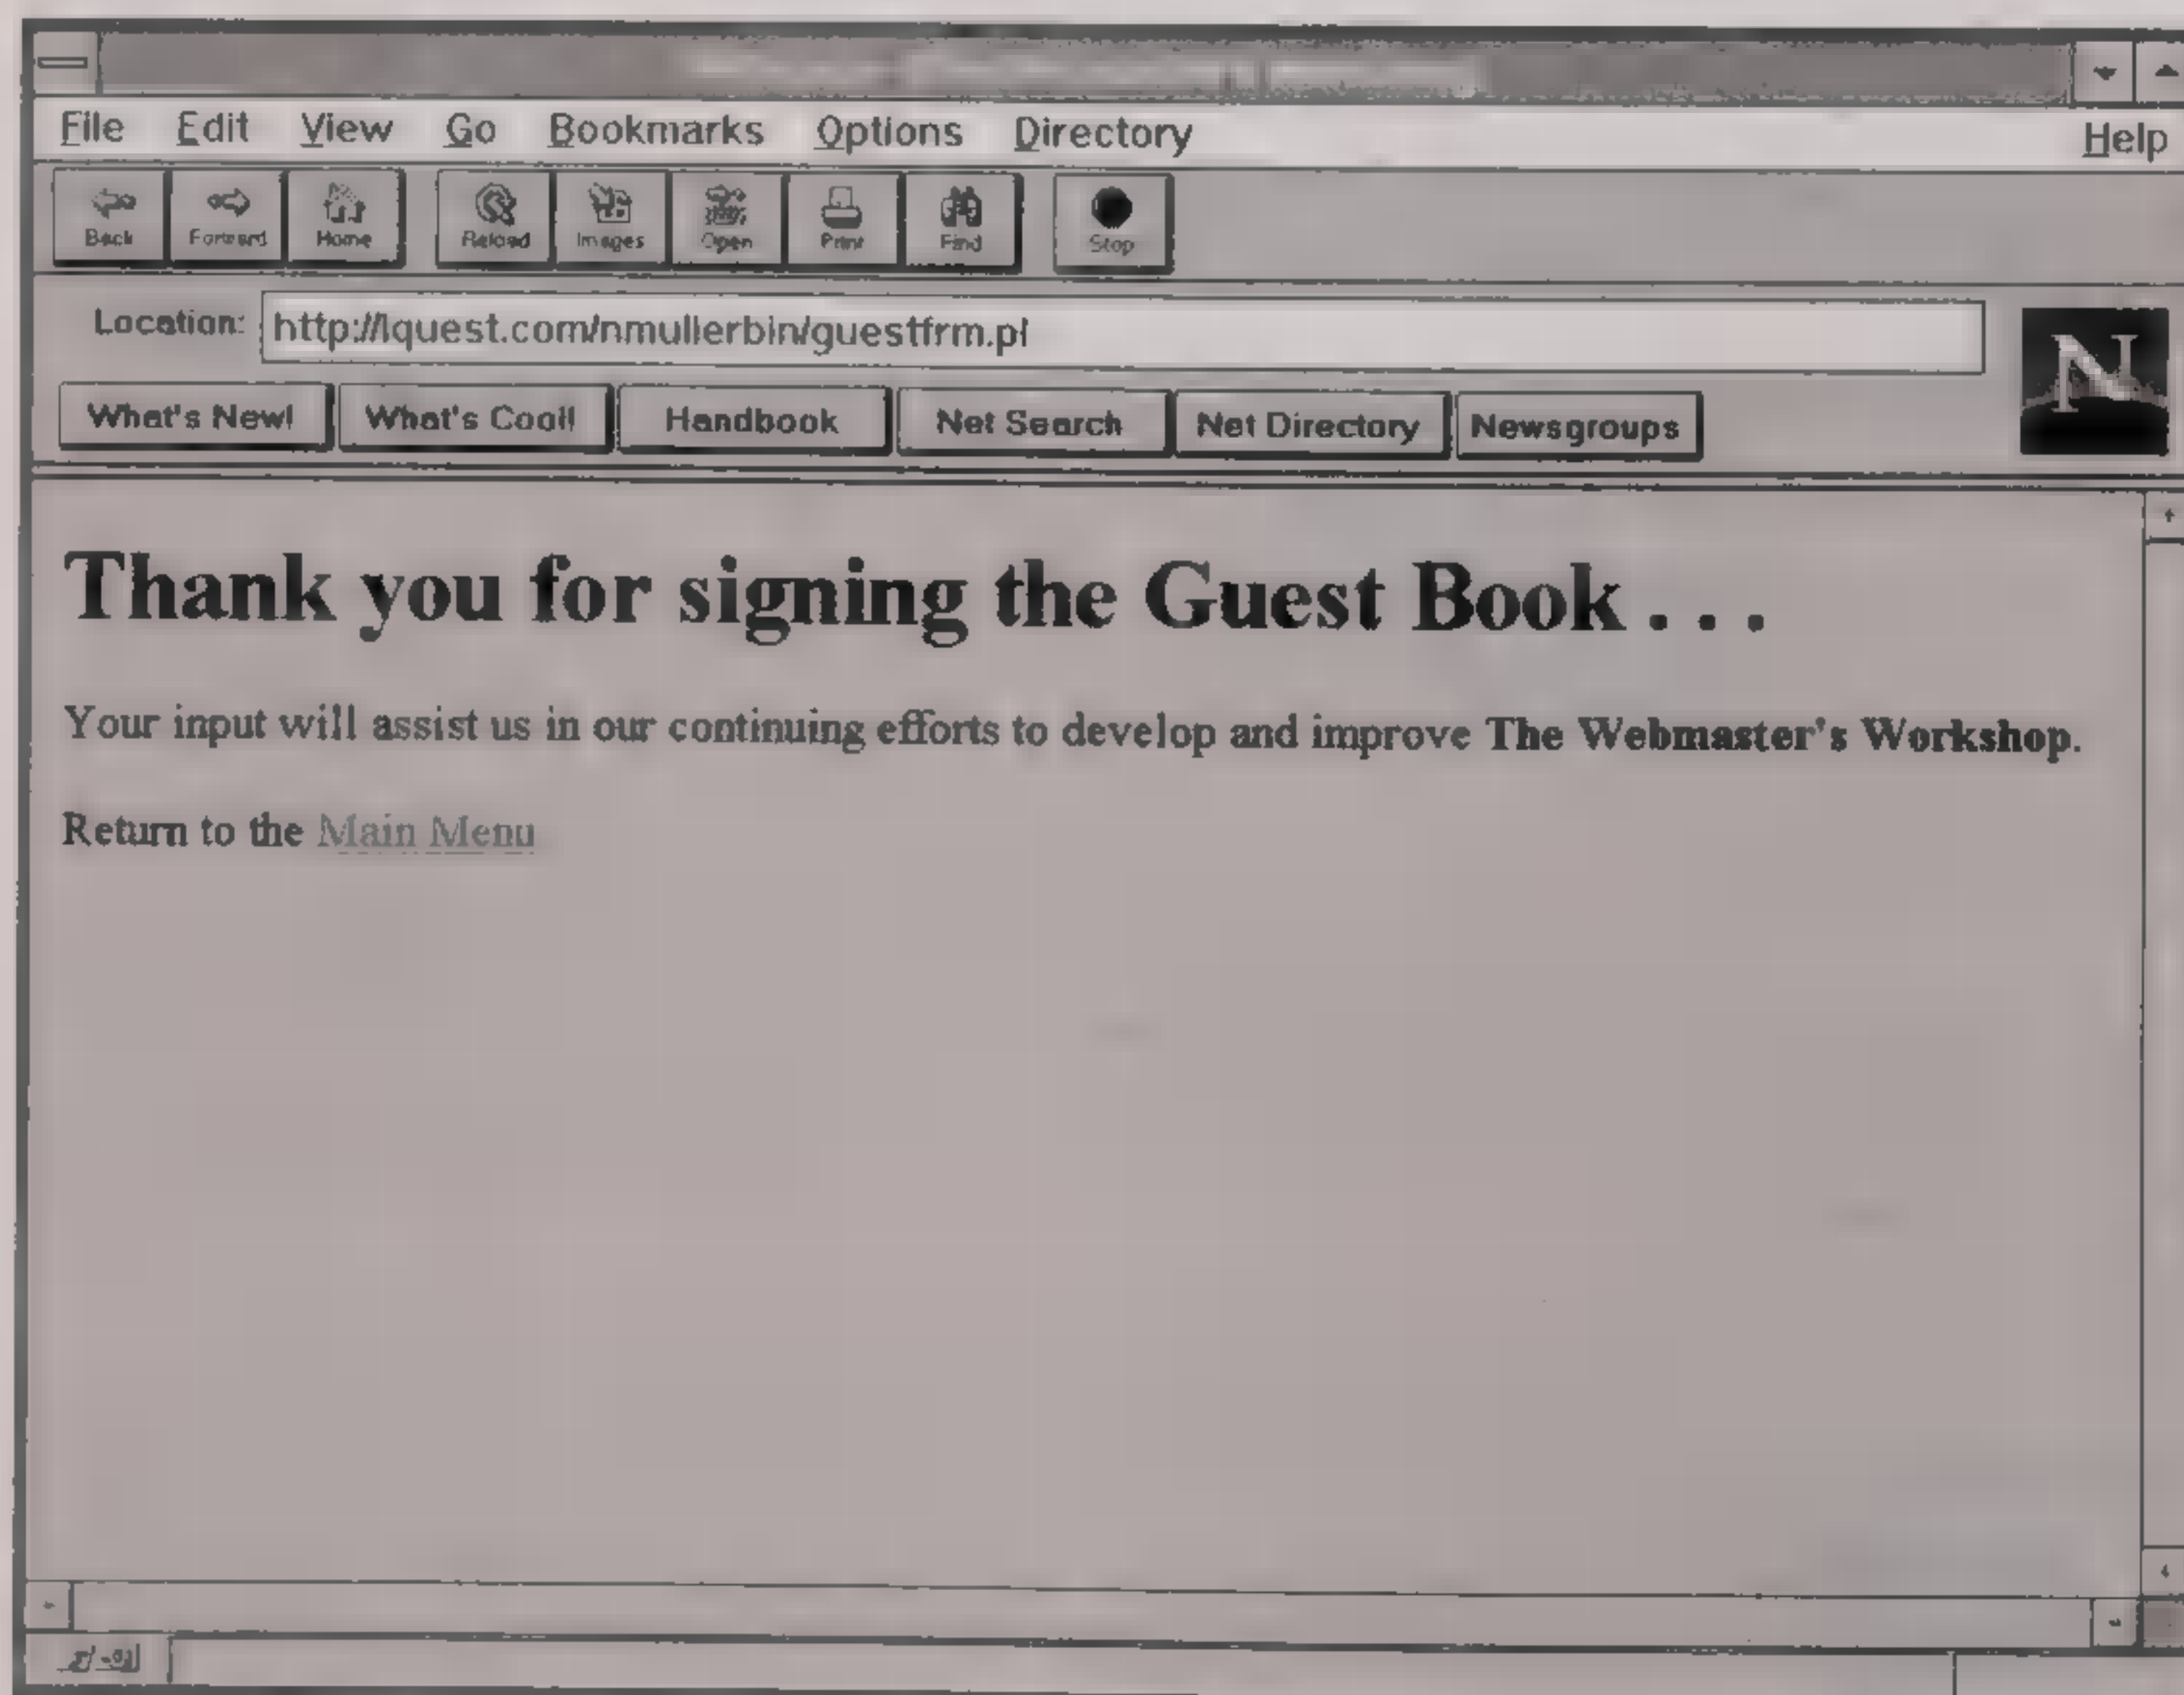 File Edit View Go Bookmarks Options Directory Help
Back Forward Home Reload Images Open Print Find Stop
Location: http://lquest.com/nmullerbin/guestfrm.pl
N
What's New! What's Cool! Handbook Net Search Net Directory Newsgroups
Thank you for signing the Guest Book . . .
Your input will assist us in our continuing efforts to develop and improve The Webmaster's Workshop.
Return to the Main Menu